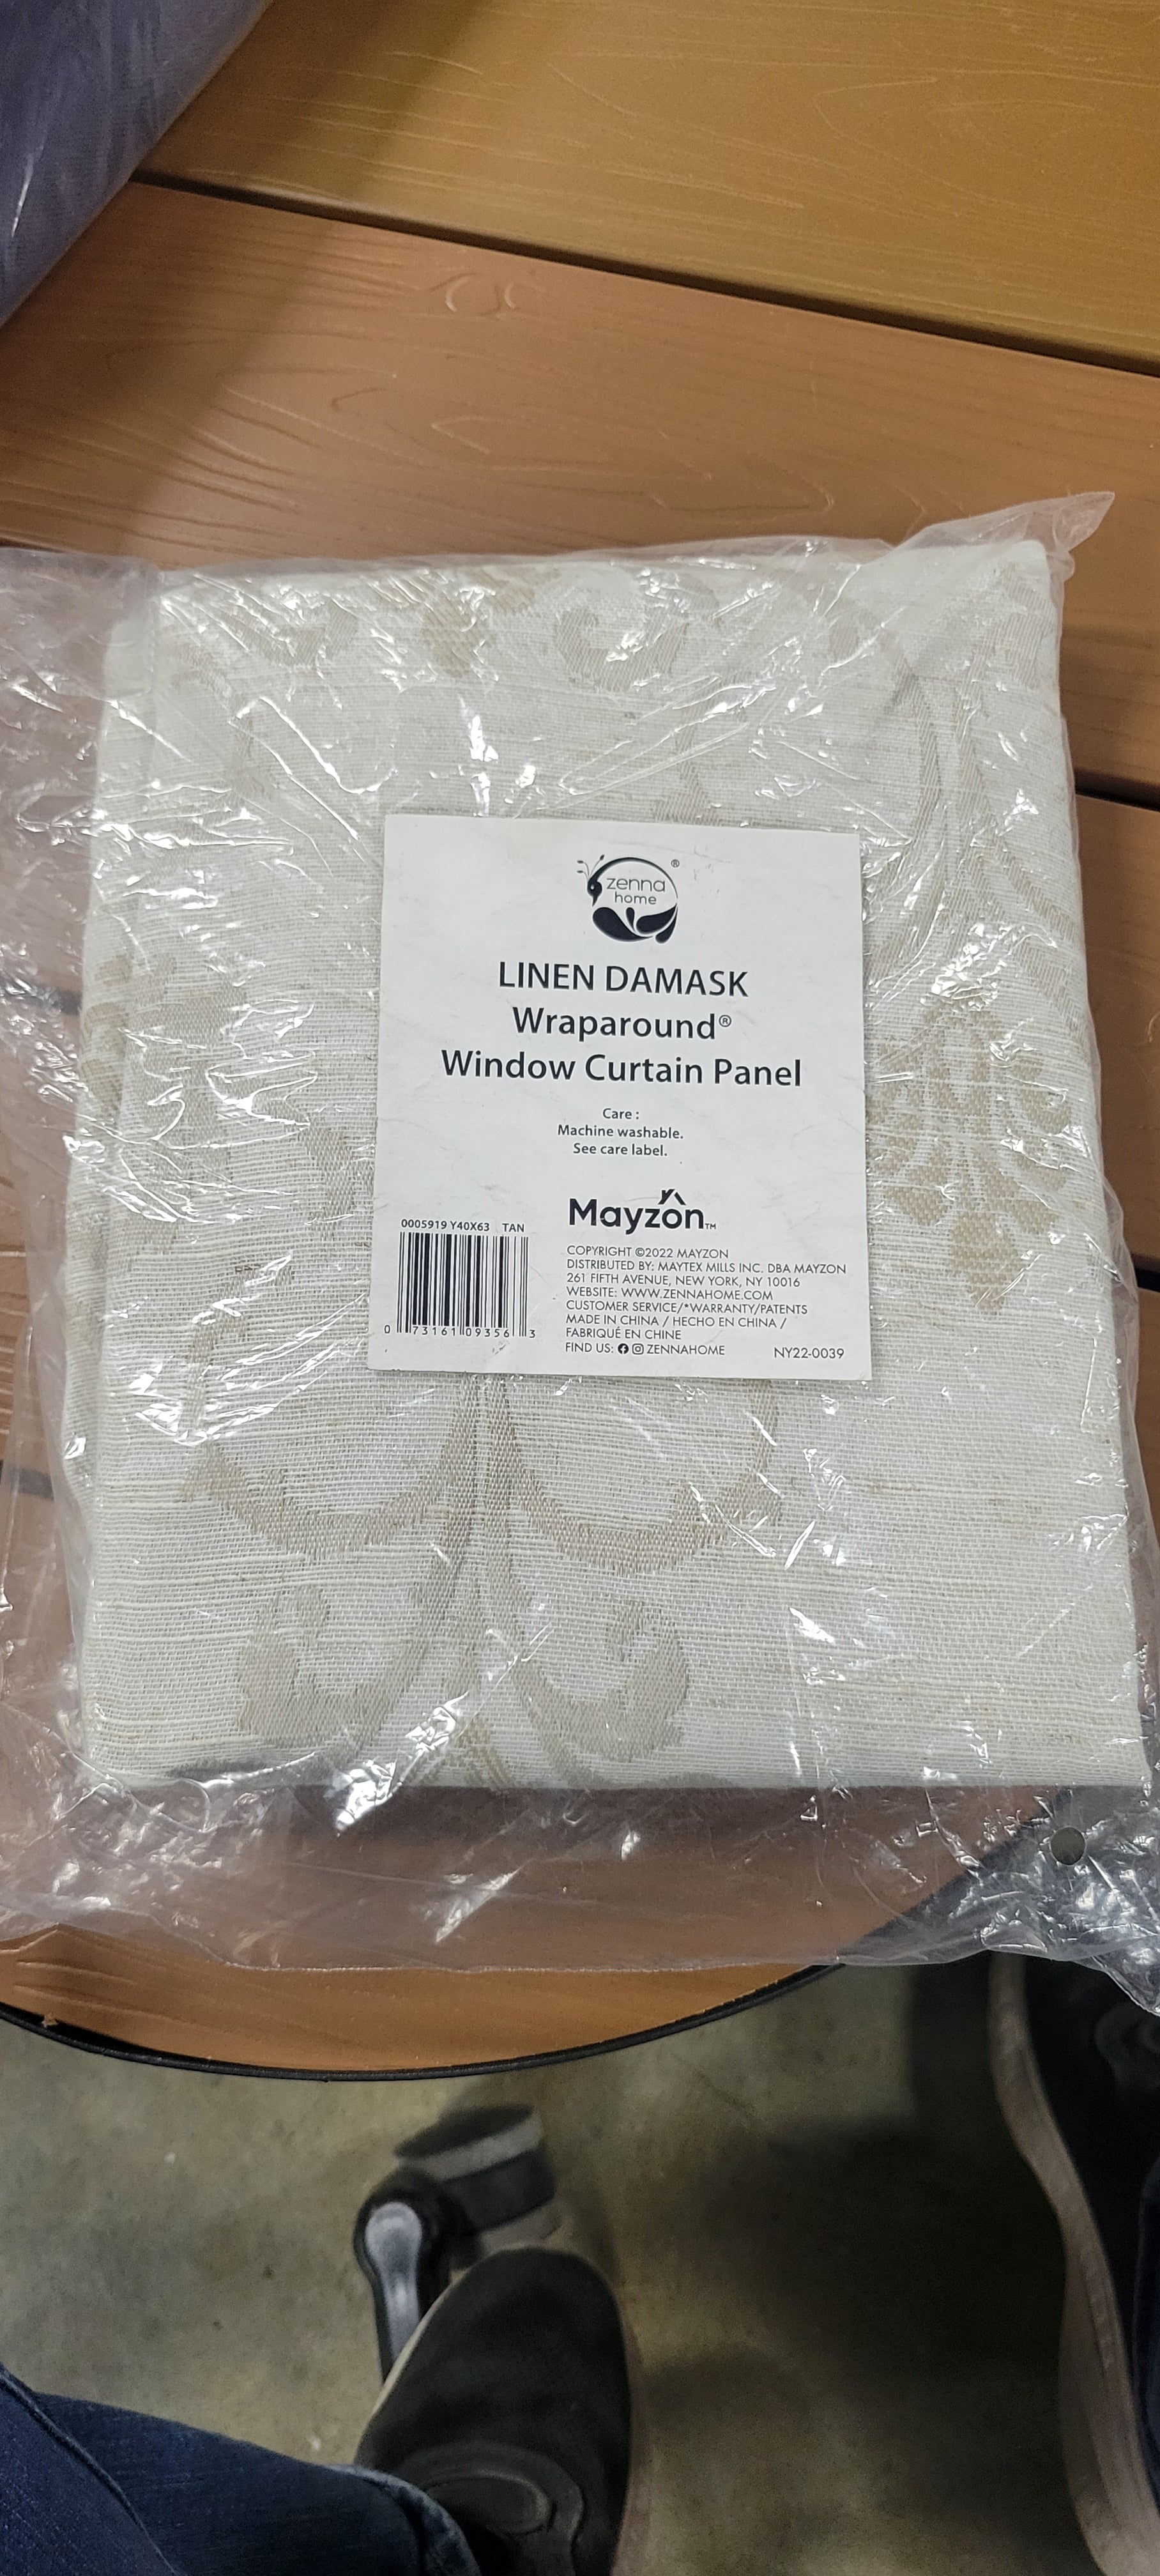 zenna
home
®
LINEN DAMASK
Wraparound®
Window Curtain Panel
Care :
Machine washable.
See care label.
Mayzon™
0005919 Y40X63 TAN
0 73161 09356 3
COPYRIGHT ©2022 MAYZON
DISTRIBUTED BY: MAYTEX MILLS INC. DBA MAYZON
261 FIFTH AVENUE, NEW YORK, NY 10016
WEBSITE: WWW.ZENNAHOME.COM
CUSTOMER SERVICE/*WARRANTY/PATENTS
MADE IN CHINA / HECHO EN CHINA /
FABRIQUÉ EN CHINE
FIND US: ZENNAHOME NY22-0039